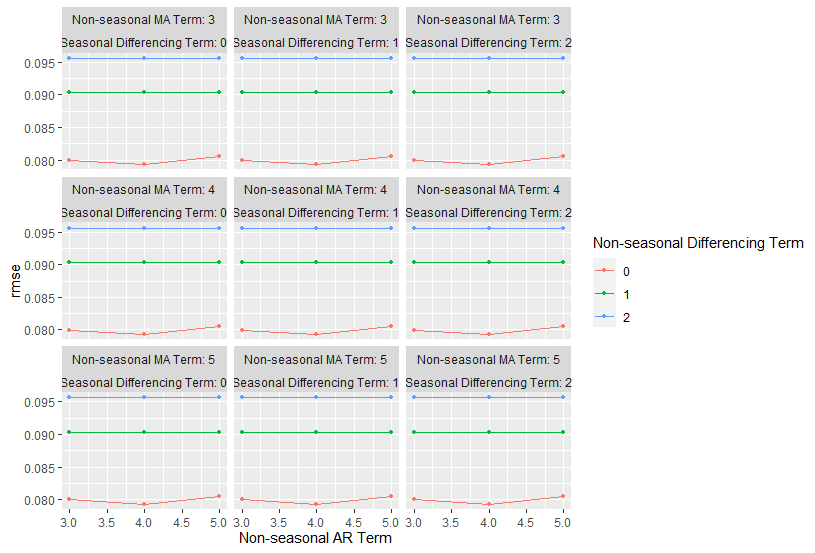 Non-seasonal MA Term: 3 Non-seasonal MA Term: 3 Non-seasonal MA Term: 3
Seasonal Differencing Term: 0 Seasonal Differencing Term: 1 Seasonal Differencing Term: 2
0.095
0.090
0.085
0.080
Non-seasonal MA Term: 4 Non-seasonal MA Term: 4 Non-seasonal MA Term: 4
Seasonal Differencing Term: 0 Seasonal Differencing Term: 1 Seasonal Differencing Term: 2
0.095
0.090
0.085
0.080
rmse
Non-seasonal MA Term: 5 Non-seasonal MA Term: 5 Non-seasonal MA Term: 5
Seasonal Differencing Term: 0 Seasonal Differencing Term: 1 Seasonal Differencing Term: 2
0.095
0.090
0.085
0.080
3.0 3.5 4.0 4.5 5.0 3.0 3.5 4.0 4.5 5.0 3.0 3.5 4.0 4.5 5.0
Non-seasonal AR Term
Non-seasonal Differencing Term
0
1
2